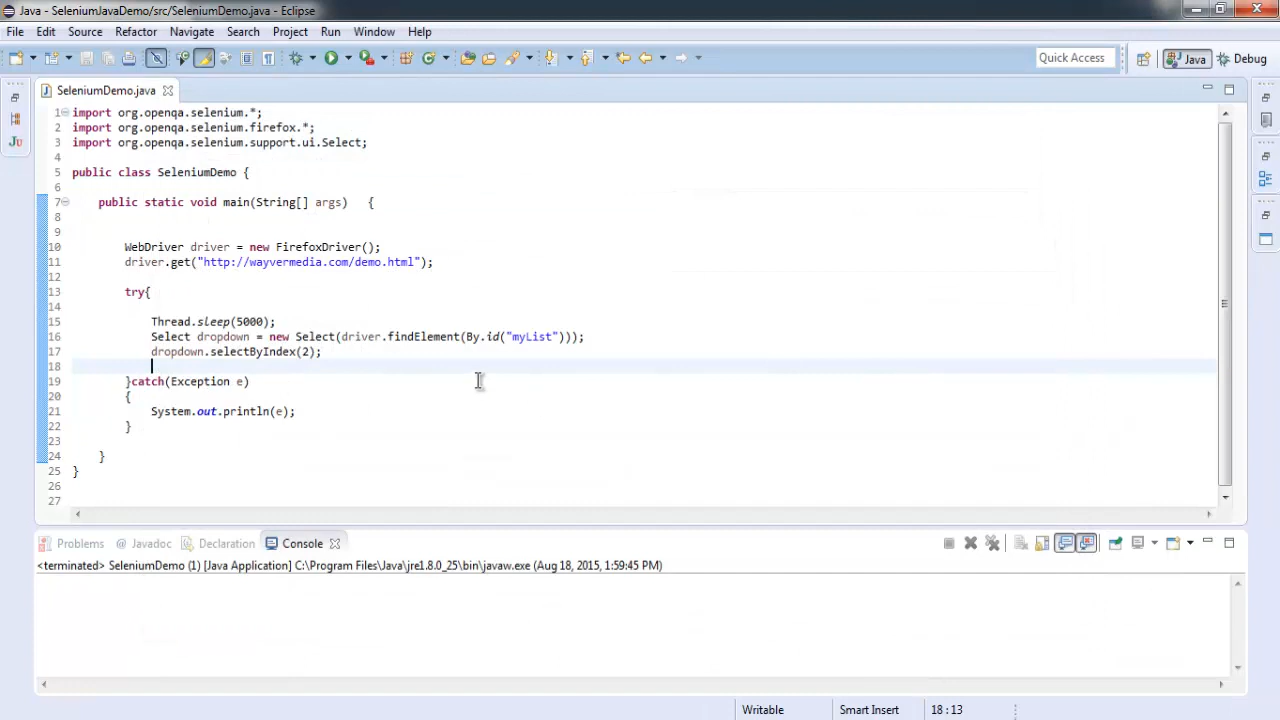 Java - SeleniumJavaDemo/src/SeleniumDemo.java - Eclipse
File Edit Source Refactor Navigate Search Project Run Window Help
Quick Access Java Debug
SeleniumDemo.java
1 import org.openqa.selenium.*;
2 import org.openqa.selenium.firefox.*;
3 import org.openqa.selenium.support.ui.Select;
4
5 public class SeleniumDemo {
6
7 public static void main(String[] args) {
8
9
10 WebDriver driver = new FirefoxDriver();
11 driver.get("http://wayvermedia.com/demo.html");
12
13 try{
14
15 Thread.sleep(5000);
16 Select dropdown = new Select(driver.findElement(By.id("myList")));
17 dropdown.selectByIndex(2);
18
19 }catch(Exception e)
20 {
21 System.out.println(e);
22 }
23
24 }
25 }
26
27
Problems @ Javadoc Declaration Console
<terminated> SeleniumDemo (1) [Java Application] C:\Program Files\Java\jre1.8.0_25\bin\javaw.exe (Aug 18, 2015, 1:59:45 PM)
Writable Smart Insert 18 : 13